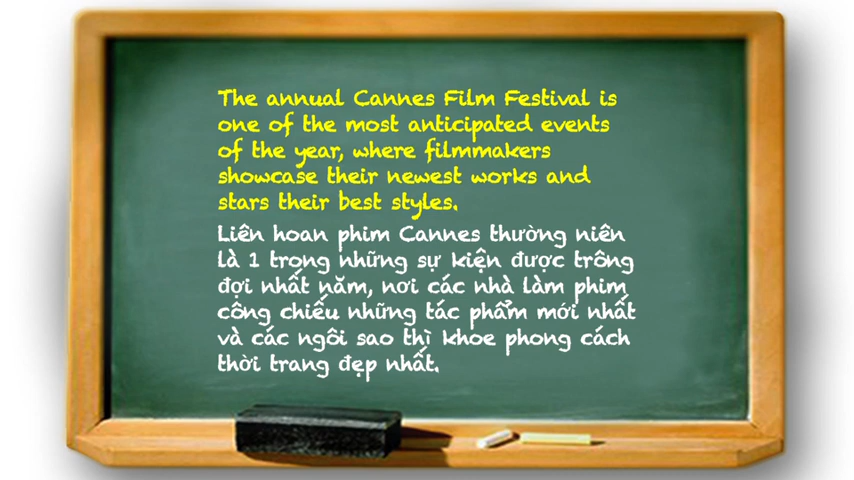 The annual Cannes Film Festival is
one of the most anticipated events
of the year, where filmmakers
showcase their newest works and
stars their best styles.
Liên hoan phim Cannes thường niên
là 1 trong những sự kiện được trông
đợi nhất năm, nơi các nhà làm phim
công chiếu những tác phẩm mới nhất
và các ngôi sao thì khoe phong cách
thời trang đẹp nhất.